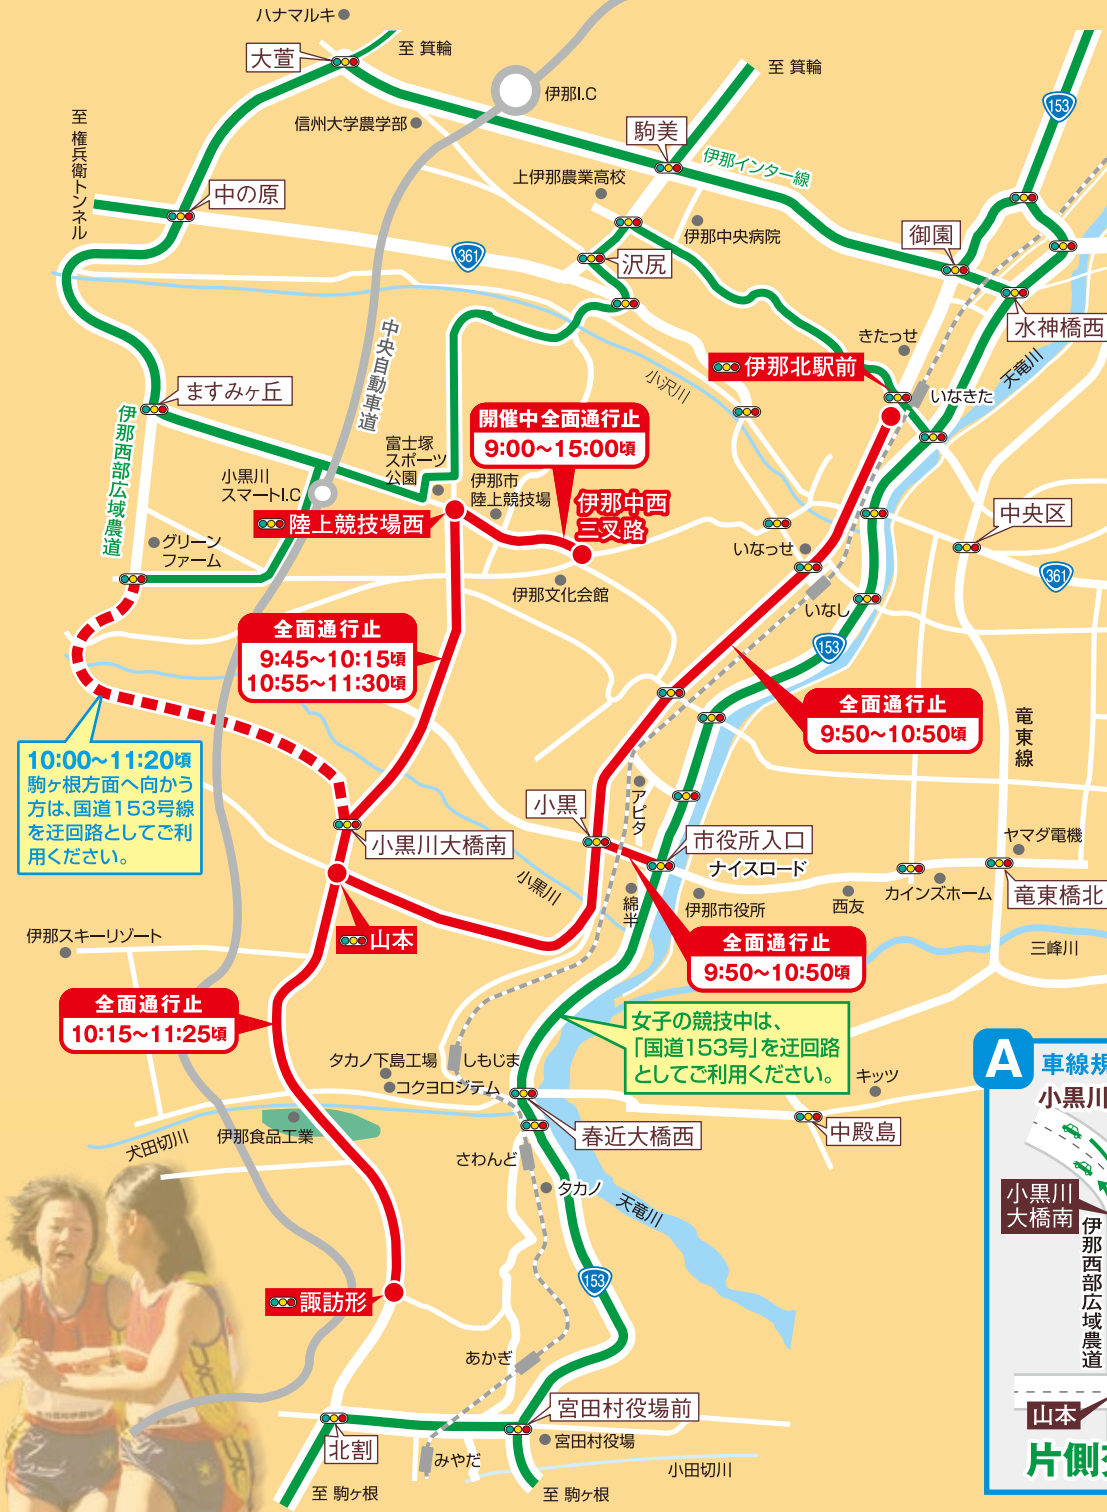 ハナマルキ
大萱
至 箕輪
至 箕輪
伊那I.C
153
信州大学農学部
駒美
至 権兵衛トンネル
伊那インター線
上伊那農業高校
中の原
伊那中央病院
御園
361
沢尻
水神橋西
きたっせ
中央自動車道
伊那北駅前
天竜川
小沢川
いなきた
ますみヶ丘
伊那西部広域農道
開催中全面通行止
9:00〜15:00頃
富士塚
スポーツ
公園
小黒川
スマートI.C
伊那市
陸上競技場
伊那中西
三叉路
陸上競技場西
中央区
グリーン
ファーム
いなっせ
361
伊那文化会館
いなし
全面通行止
9:45〜10:15頃
10:55〜11:30頃
153
全面通行止
9:50〜10:50頃
竜東線
10:00〜11:20頃
駒ヶ根方面へ向かう
方は、国道153号線
を迂回路としてご利
用ください。
アピタ
小黒
小黒川大橋南
市役所入口
ナイスロード
ヤマダ電機
小黒川
綿半
伊那市役所
西友
カインズホーム
竜東橋北
伊那スキーリゾート
山本
全面通行止
9:50〜10:50頃
三峰川
全面通行止
10:15〜11:25頃
女子の競技中は、
「国道153号」を迂回路
としてご利用ください。
タカノ下島工場
しもじま
コクヨロジテム
キッツ
A
車線規
小黒川
犬田切川
伊那食品工業
春近大橋西
中殿島
さわんど
タカノ
天竜川
小黒川
大橋南
伊那西部広域農道
153
諏訪形
あかぎ
宮田村役場前
山本
北割
みやだ
宮田村役場
小田切川
片側交
至 駒ヶ根
至 駒ヶ根